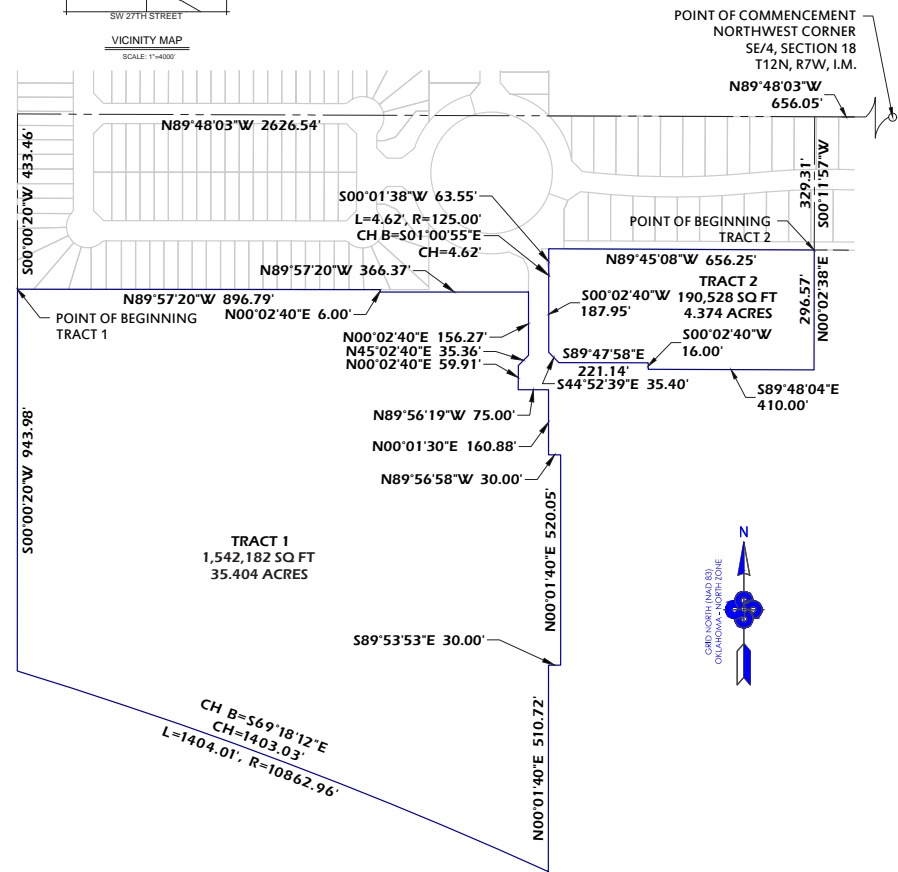 SW 27TH STREET
VICINITY MAP
SCALE: 1"=4000'
POINT OF COMMENCEMENT
NORTHWEST CORNER
SE/4, SECTION 18
T12N, R7W, I.M.
N89°48'03"W
656.05'
N89°48'03"W 2626.54'
S00°00'20"W 433.46'
329.31'
S00°11'57"W
S00°01'38"W 63.55'
L=4.62', R=125.00'
CH B=S01°00'55"E
CH=4.62'
POINT OF BEGINNING
TRACT 2
N89°45'08"W 656.25'
N89°57'20"W 366.37'
N89°57'20"W 896.79'
N00°02'40"E 6.00'
POINT OF BEGINNING
TRACT 1
TRACT 2
190,528 SQ FT
4.374 ACRES
296.57'
N00°02'38"E
S00°02'40"W
187.95'
S00°02'40"W
16.00'
N00°02'40"E 156.27'
N45°02'40"E 35.36'
N00°02'40"E 59.91'
S89°47'58"E
221.14'
S44°52'39"E 35.40'
S89°48'04"E
410.00'
N89°56'19"W 75.00'
N00°01'30"E 160.88'
N89°56'58"W 30.00'
S00°00'20"W 943.98'
TRACT 1
1,542,182 SQ FT
35.404 ACRES
N00°01'40"E 520.05'
N
GRID NORTH (NAD 83)
OKLAHOMA - NORTH ZONE
S89°53'53"E 30.00'
CH B=S69°18'12"E
CH=1403.03'
L=1404.01', R=10862.96'
N00°01'40"E 510.72'